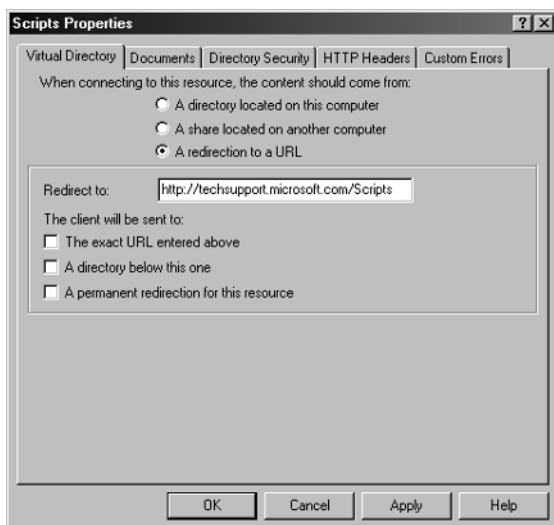 Scripts Properties
Virtual Directory Documents Directory Security HTTP Headers Custom Errors
When connecting to this resource, the content should come from:
A directory located on this computer
A share located on another computer
A redirection to a URL
Redirect to: http://techsupport.microsoft.com/Scripts
The client will be sent to:
The exact URL entered above
A directory below this one
A permanent redirection for this resource
OK Cancel Apply Help